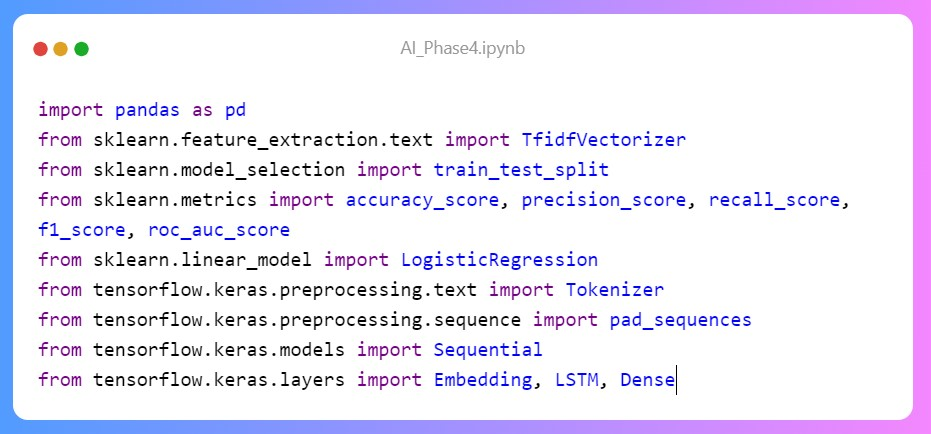 AI_Phase4.ipynb
import pandas as pd
from sklearn.feature_extraction.text import TfidfVectorizer
from sklearn.model_selection import train_test_split
from sklearn.metrics import accuracy_score, precision_score, recall_score,
f1_score, roc_auc_score
from sklearn.linear_model import LogisticRegression
from tensorflow.keras.preprocessing.text import Tokenizer
from tensorflow.keras.preprocessing.sequence import pad_sequences
from tensorflow.keras.models import Sequential
from tensorflow.keras.layers import Embedding, LSTM, Dense